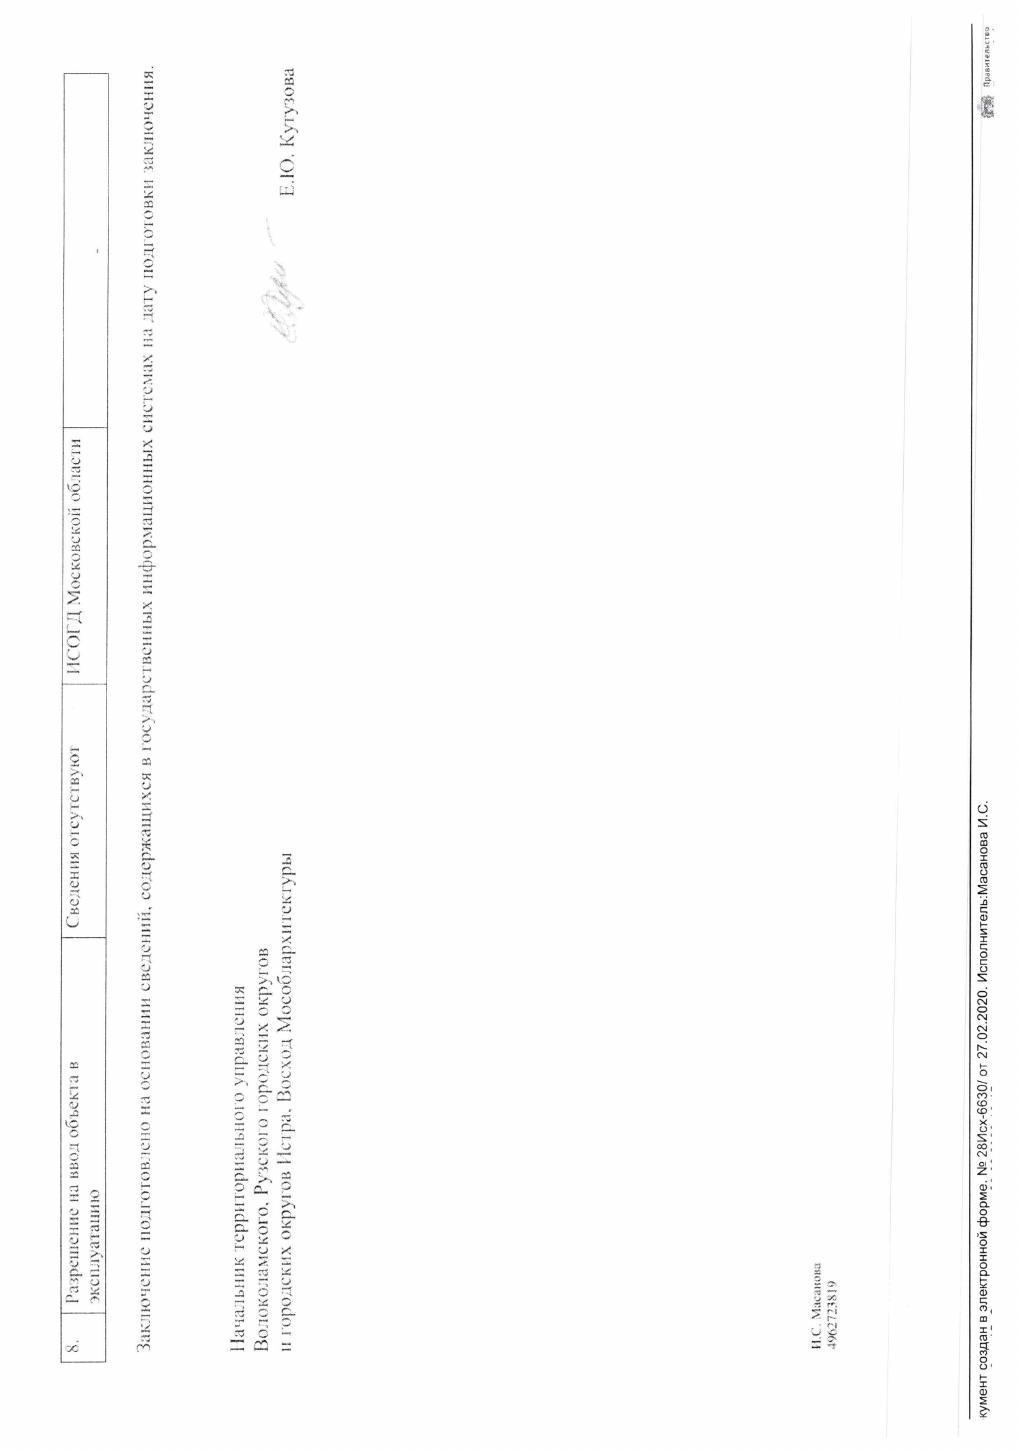 8.
Разрешение на ввод объекта в
эксплуатацию
Сведения отсутствуют
ИСОГД Московской области
-
Заключение подготовлено на основании сведений, содержащихся в государственных информационных системах на дату подготовки заключения.
Начальник территориального управления
Волоколамского, Рузского городских округов
и городских округов Истра, Восход Мособлархитектуры
Е.Ю. Кутузова
И.С. Масанова
4962723819
кумент создан в электронной форме. № 28Исх-6630/ от 27.02.2020. Исполнитель:Масанова И.С.
Правительство